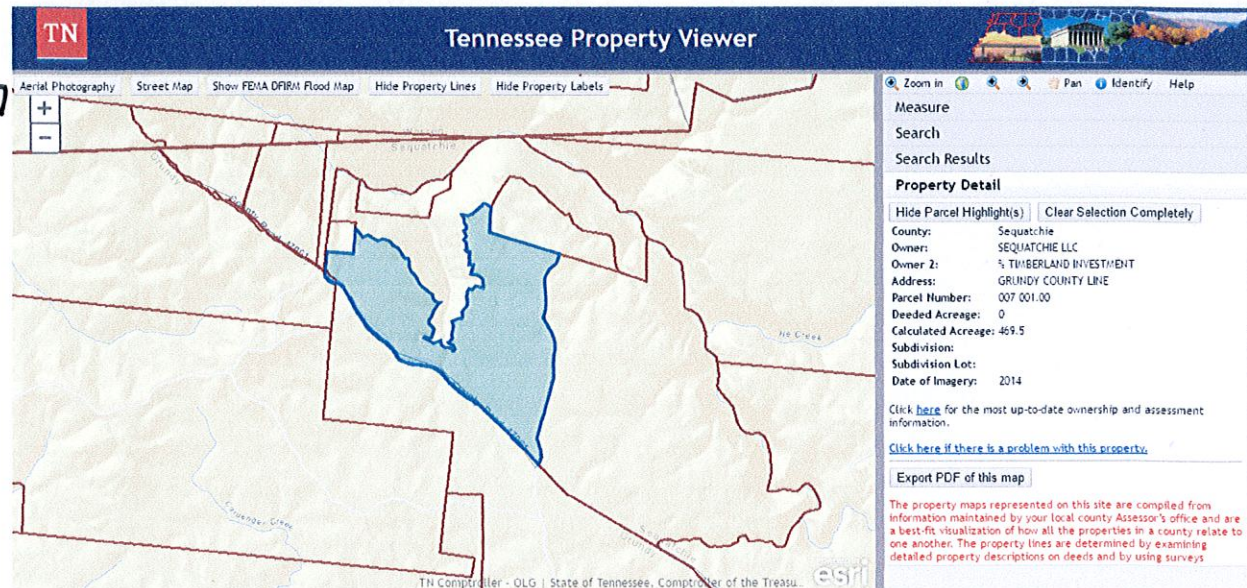 TN
Tennessee Property Viewer
Aerial Photography
Street Map
Show FEMA DFIRM Flood Map
Hide Property Lines
Hide Property Labels
+
−
Sequatchie
Grundy
Ne Creek
Cavuender Creek
Sequatchie
Grundy
TN Comptroller - OLG | State of Tennessee, Comptroller of the Treasu...
esri
Zoom in
Pan
Identify
Help
Measure
Search
Search Results
Property Detail
Hide Parcel Highlight(s)
Clear Selection Completely
County: Sequatchie
Owner: SEQUATCHIE LLC
Owner 2: % TIMBERLAND INVESTMENT
Address: GRUNDY COUNTY LINE
Parcel Number: 007 001.00
Deeded Acreage: 0
Calculated Acreage: 469.5
Subdivision:
Subdivision Lot:
Date of Imagery: 2014
Click here for the most up-to-date ownership and assessment
information.
Click here if there is a problem with this property.
Export PDF of this map
The property maps represented on this site are compiled from
information maintained by your local county Assessor's office and are
a best-fit visualization of how all the properties in a county relate to
one another. The property lines are determined by examining
detailed property descriptions on deeds and by using surveys